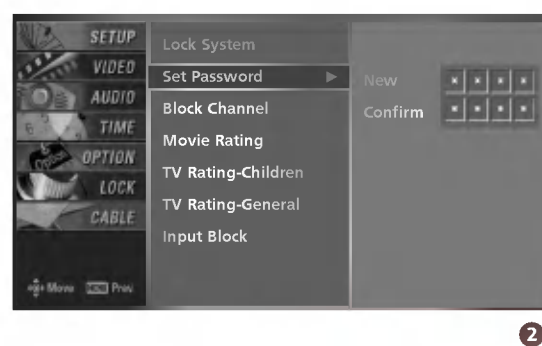 SETUP
VIDEO
AUDIO
TIME
OPTION
LOCK
CABLE
Move Prev.
Lock System
Set Password ▶
Block Channel
Movie Rating
TV Rating-Children
TV Rating-General
Input Block
New * * * *
Confirm * * * *
2